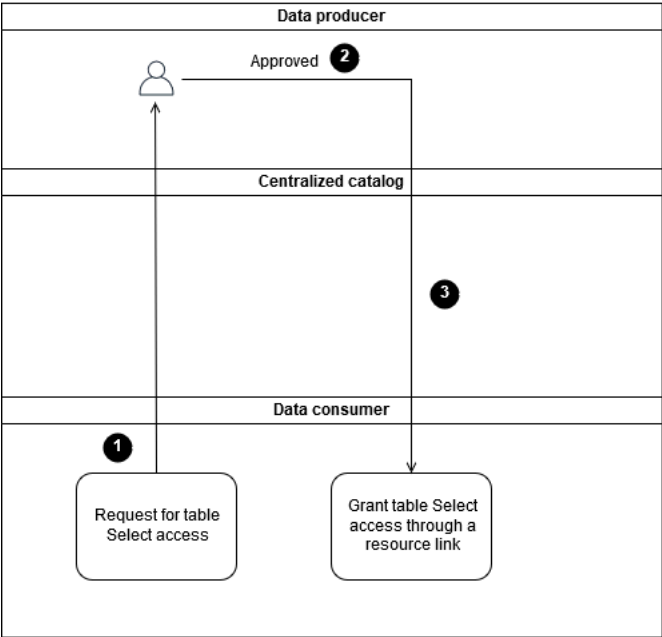 Data producer
Approved 2
Centralized catalog
3
Data consumer
1
Request for table
Select access
Grant table Select
access through a
resource link